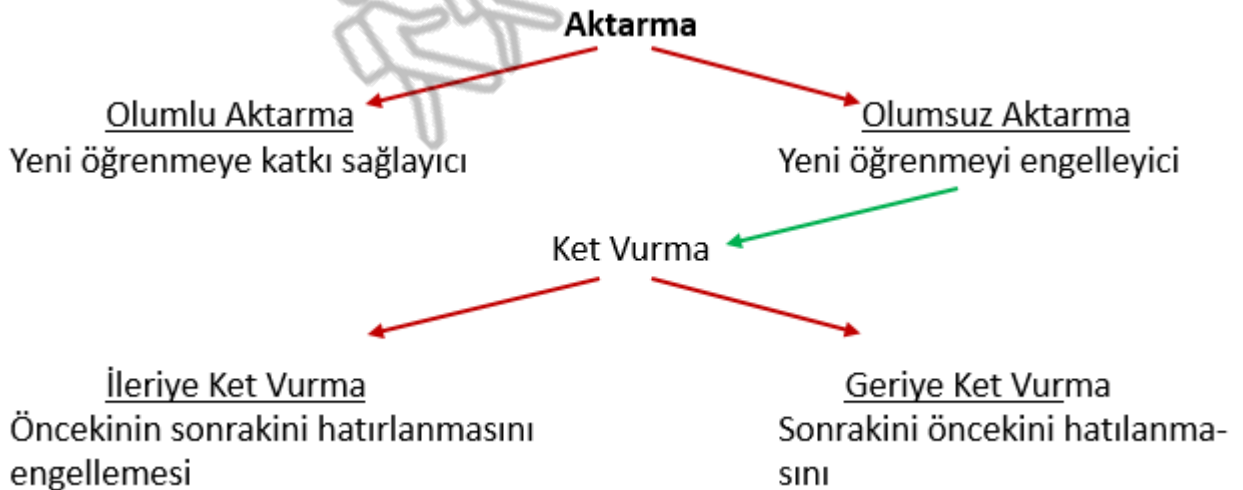 Aktarma
Olumlu Aktarma
Yeni öğrenmeye katkı sağlayıcı
Olumsuz Aktarma
Yeni öğrenmeyi engelleyici
Ket Vurma
İleriye Ket Vurma
Öncekinin sonrakini hatırlanmasını
engellemesi
Geriye Ket Vurma
Sonrakini öncekini hatılanma-
sını